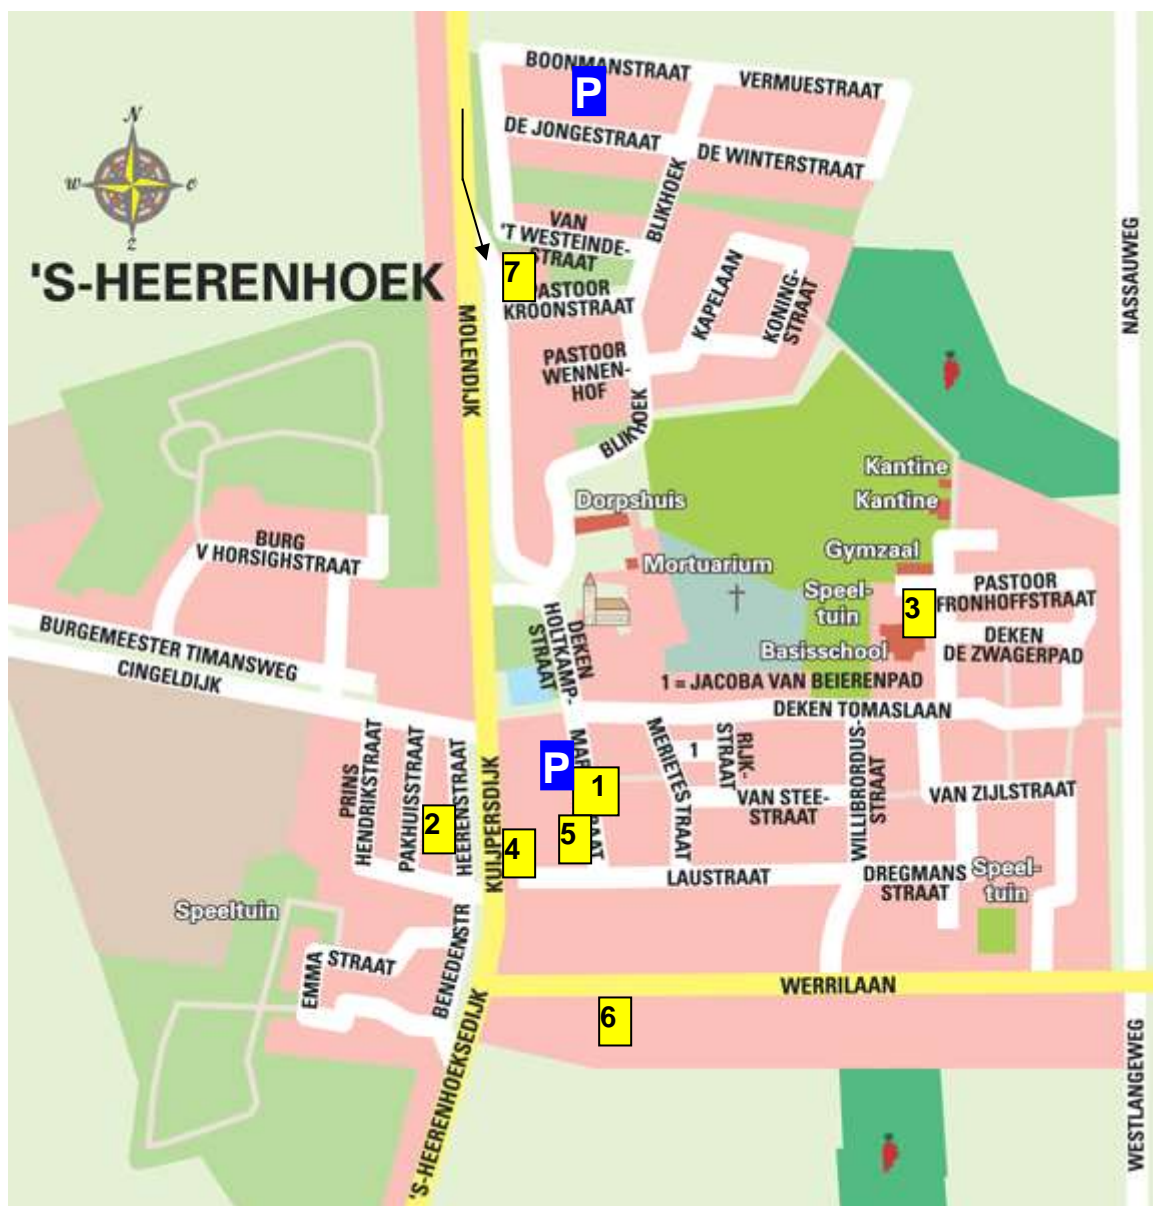 BOONMANSTRAAT
P
VERMUESTRAAT
DE JONGESTRAAT
DE WINTERSTRAAT
N
W
O
Z
'S-HEERENHOEK
BLIKHOEK
VAN
'T WESTEINDE-
STRAAT
7
PASTOOR
KROONSTRAAT
KAPELAAN
KONING-
STRAAT
NASSAUWEG
MOLENDIJK
PASTOOR
WENNEN-
HOF
BLIKHOEK
Kantine
Kantine
Dorpshuis
Gymzaal
Mortuarium
BURG
V HORSIGHSTRAAT
PASTOOR
FRONHOFFSTRAAT
Speel-
tuin
3
DEKEN
DE ZWAGERPAD
Basisschool
1 = JACOBA VAN BEIERENPAD
DEKEN
HOLTKAMP-
STRAAT
BURGEMEESTER TIMANSWEG
CINGELDIJK
DEKEN TOMASLAAN
PRINS
HENDRIKSTRAAT
PAKHUISSTRAAT
HEERENSTRAAT
KUIJPERSDIJK
P
MAR
RAAT
1
2
4
5
MERIETESTRAAT
1
RIJK-
STRAAT
VAN STEE-
STRAAT
WILLIBRORDUS-
STRAAT
VAN ZIJLSTRAAT
LAUSTRAAT
DREGMANS
STRAAT
Speel-
tuin
Speeltuin
EMMA
STRAAT
BENEDENSTR
WERRILAAN
6
'S-HEERENHOEKSEDIJK
WESTLANGEWEG